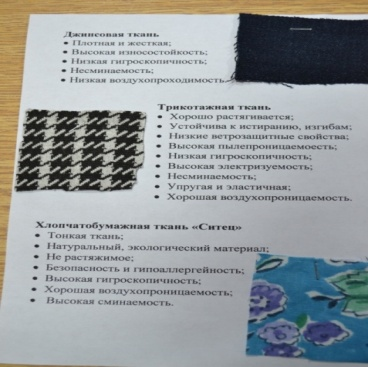 Джинсовая ткань
• Плотная и жесткая;
• Высокая износостойкость;
• Низкая гигроскопичность;
• Несминаемость;
• Низкая воздухопроходимость.
Трикотажная ткань
• Хорошо растягивается;
• Устойчива к истиранию, изгибам;
• Низкие ветрозащитные свойства;
• Высокая пылепроницаемоесть;
• Низкая гигроскопичность;
• Высокая электризуемость;
• Несминаемость;
• Упругая и эластичная;
• Хорошая воздухопроницаемость.
Хлопчатобумажная ткань «Ситец»
• Тонкая ткань;
• Натуральный, экологический материал;
• Не растяжимое;
• Безопасность и гипоаллергейность;
• Высокая гигроскопичность;
• Хорошая воздухопроницаемость;
• Высокая сминаемость.